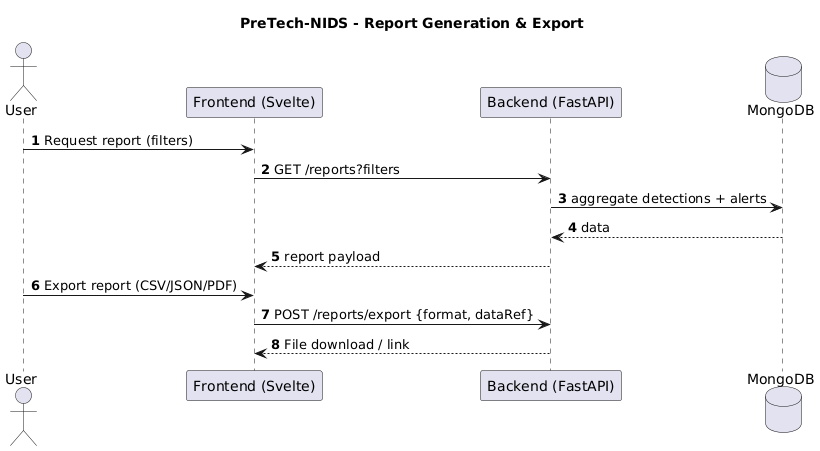 PreTech-NIDS - Report Generation & Export
User
Frontend (Svelte)
Backend (FastAPI)
MongoDB
1 Request report (filters)
2 GET /reports?filters
3 aggregate detections + alerts
4 data
5 report payload
6 Export report (CSV/JSON/PDF)
7 POST /reports/export {format, dataRef}
8 File download / link
User
Frontend (Svelte)
Backend (FastAPI)
MongoDB